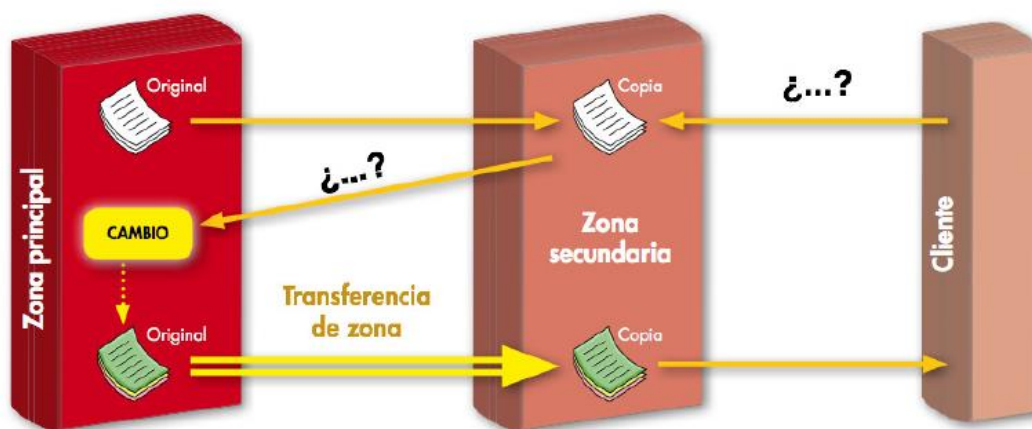 Zona principal
Original
Copia
¿...?
¿...?
CAMBIO
Zona
secundaria
Cliente
Transferencia
de zona
Original
Copia